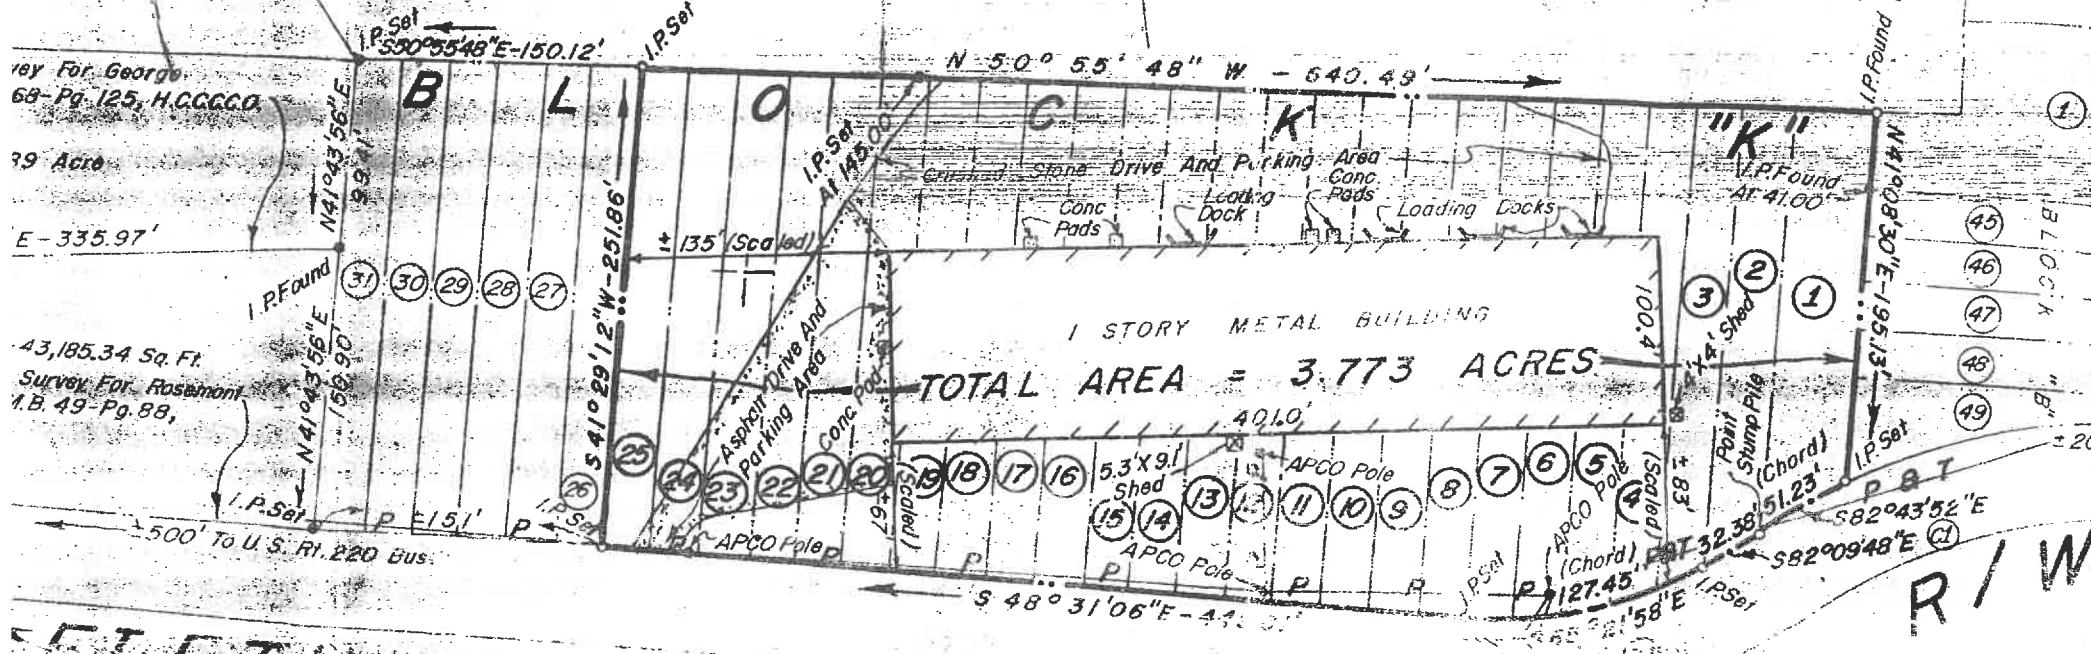 I.P. Set
S50°55'48"E-150.12'
I.P. Set
N 50° 55' 48" W - 640.49'
I.P. Found
vey For George
68-Pg. 125, H.C.C.C.O.
39 Acre
'E-335.97'
I.P. Found
N41°43'56"E
99.41'
N41°43'56"E
150.90'
43,185.34 Sq. Ft.
Survey For Rosemont
M.B. 49-Pg. 88,
I.P. Set
±500' To U.S. Rt. 220 Bus.
±151'
P
P
B L O C K "K"
31
30
29
28
27
26
I.P. Set
S 41° 29' 12" W-251.86'
± 135' (Scaled)
I.P. Set
At 145.00'
Crushed Stone Drive And Parking Area
Conc
Pads
Loading
Dock
Conc
Pads
Loading Docks
I.P. Found
At 41.00'
N41°08'30"E-195.13'
1
45
46
47
48
49
BLOCK "B"
1 STORY METAL BUILDING
TOTAL AREA = 3.773 ACRES
401.0'
100.4'
Asphalt Drive And
Parking Area
Conc Pad
3
2
1
X 4' Shed
Paint
Stump Pile
25
24
23
22
21
20
19
18
17
16
15
14
13
12
11
10
9
8
7
6
5
4
±67'
(Scaled)
5.3' X 9.1'
Shed
APCO Pole
APCO Pole
(Scaled)
±83'
APCO Pole
P
APCO Pole
P
P
P
P
P
S 48° 31' 06" E-
I.P. Set
(Chord)
127.45'
P&T
32.38'
(Chord)
51.23'
I.P. Set
P & T
S82°43'52"E
S82°09'48"E
C1
I.P. Set
'58"E
R / W